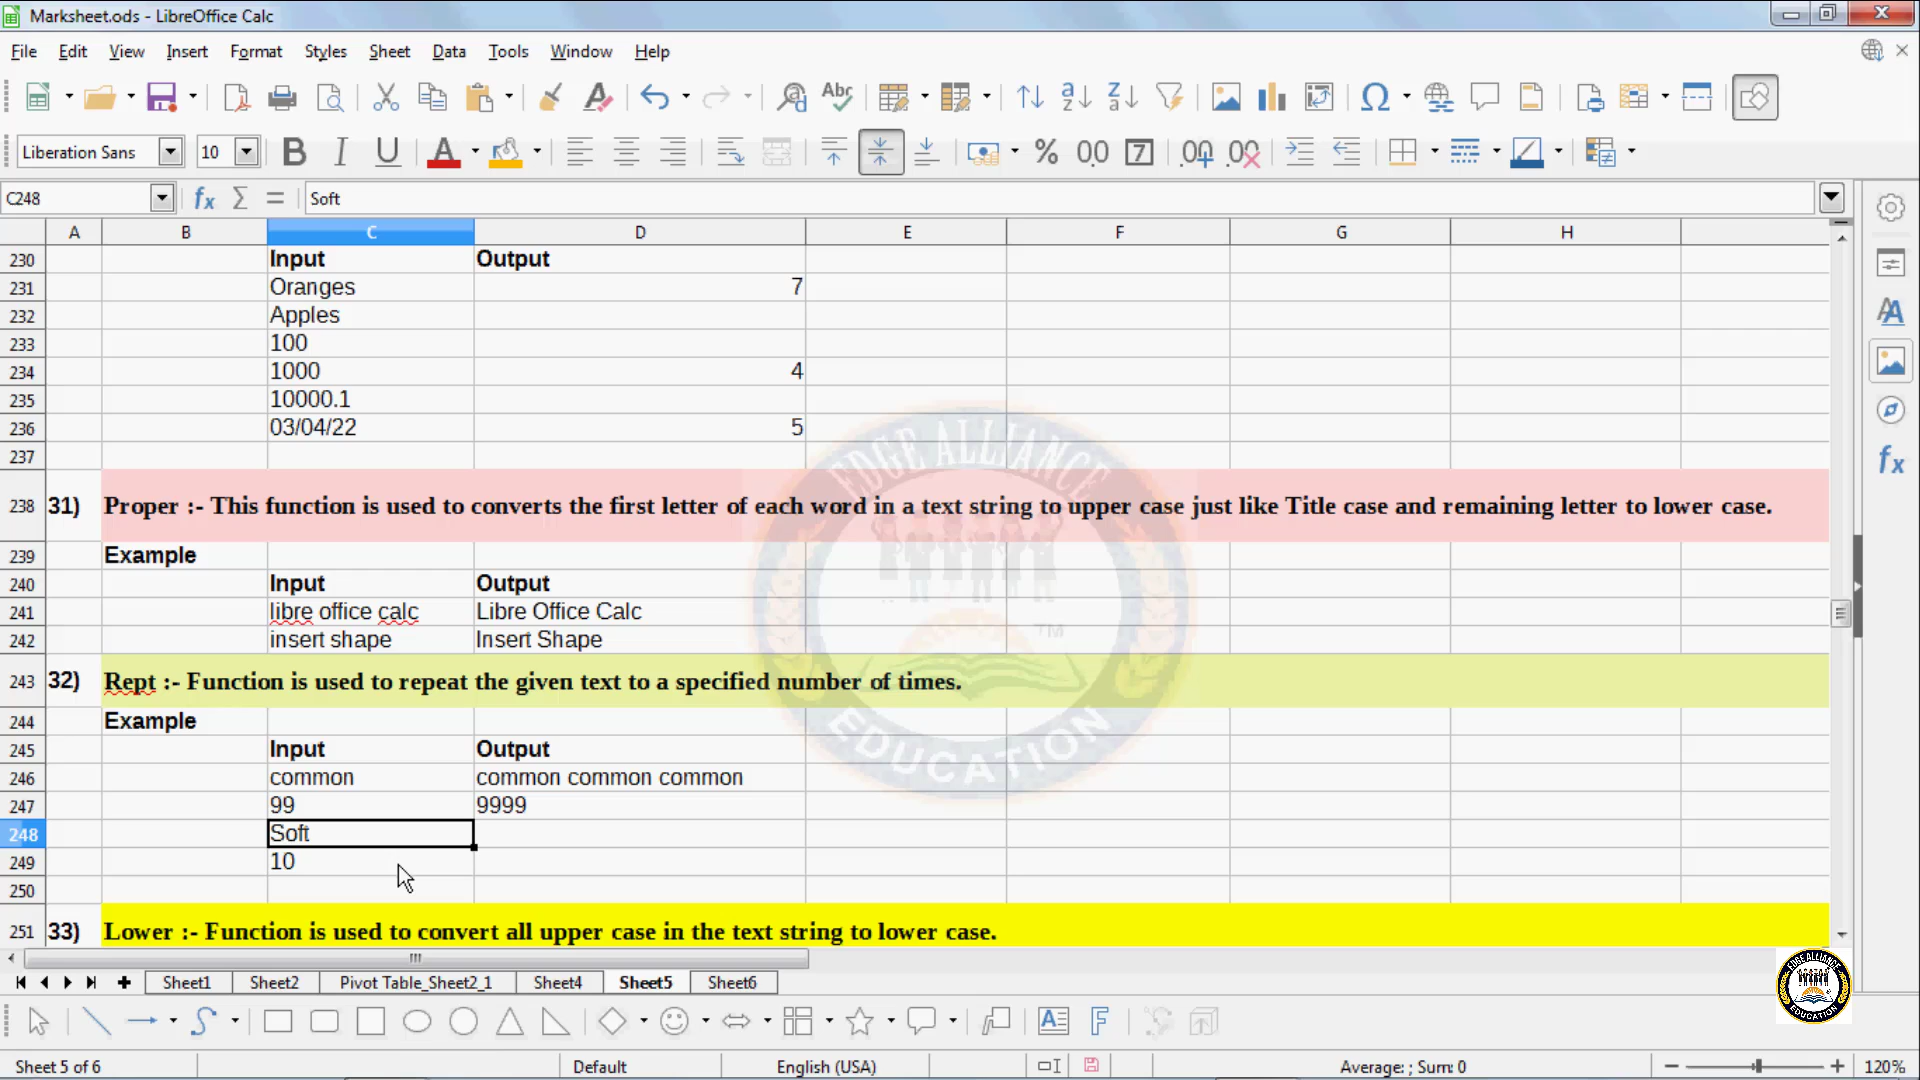 Marksheet.ods - LibreOffice Calc
File Edit View Insert Format Styles Sheet Data Tools Window Help
Liberation Sans 10
C248 Soft
A B C D E F G H
230 Input Output
231 Oranges 7
232 Apples
233 100
234 1000 4
235 10000.1
236 03/04/22 5
237
238 31) Proper :- This function is used to converts the first letter of each word in a text string to upper case just like Title case and remaining letter to lower case.
239 Example
240 Input Output
241 libre office calc Libre Office Calc
242 insert shape Insert Shape
243 32) Rept :- Function is used to repeat the given text to a specified number of times.
244 Example
245 Input Output
246 common common common common
247 99 9999
248 Soft
249 10
250
251 33) Lower :- Function is used to convert all upper case in the text string to lower case.
EDGE ALLIANCE
EDUCATION
TM
Sheet1 Sheet2 Pivot Table_Sheet2_1 Sheet4 Sheet5 Sheet6
EDGE ALLIANCE
EDUCATION
Sheet 5 of 6 Default English (USA) Average: ; Sum: 0 120%